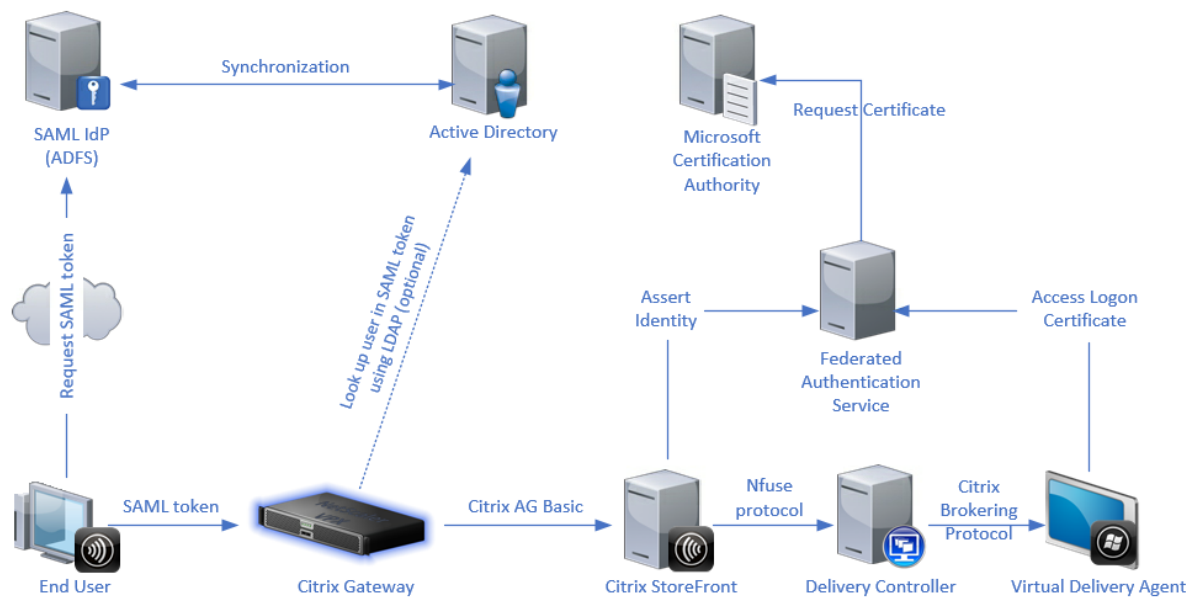 Synchronization
SAML IdP
(ADFS)
Active Directory
Request Certificate
Microsoft
Certification
Authority
Request SAML token
Look up user in SAML token
using LDAP (optional)
Assert
Identity
Access Logon
Certificate
Federated
Authentication
Service
SAML token
Citrix AG Basic
Nfuse
protocol
Citrix
Brokering
Protocol
End User
Citrix Gateway
Citrix StoreFront
Delivery Controller
Virtual Delivery Agent